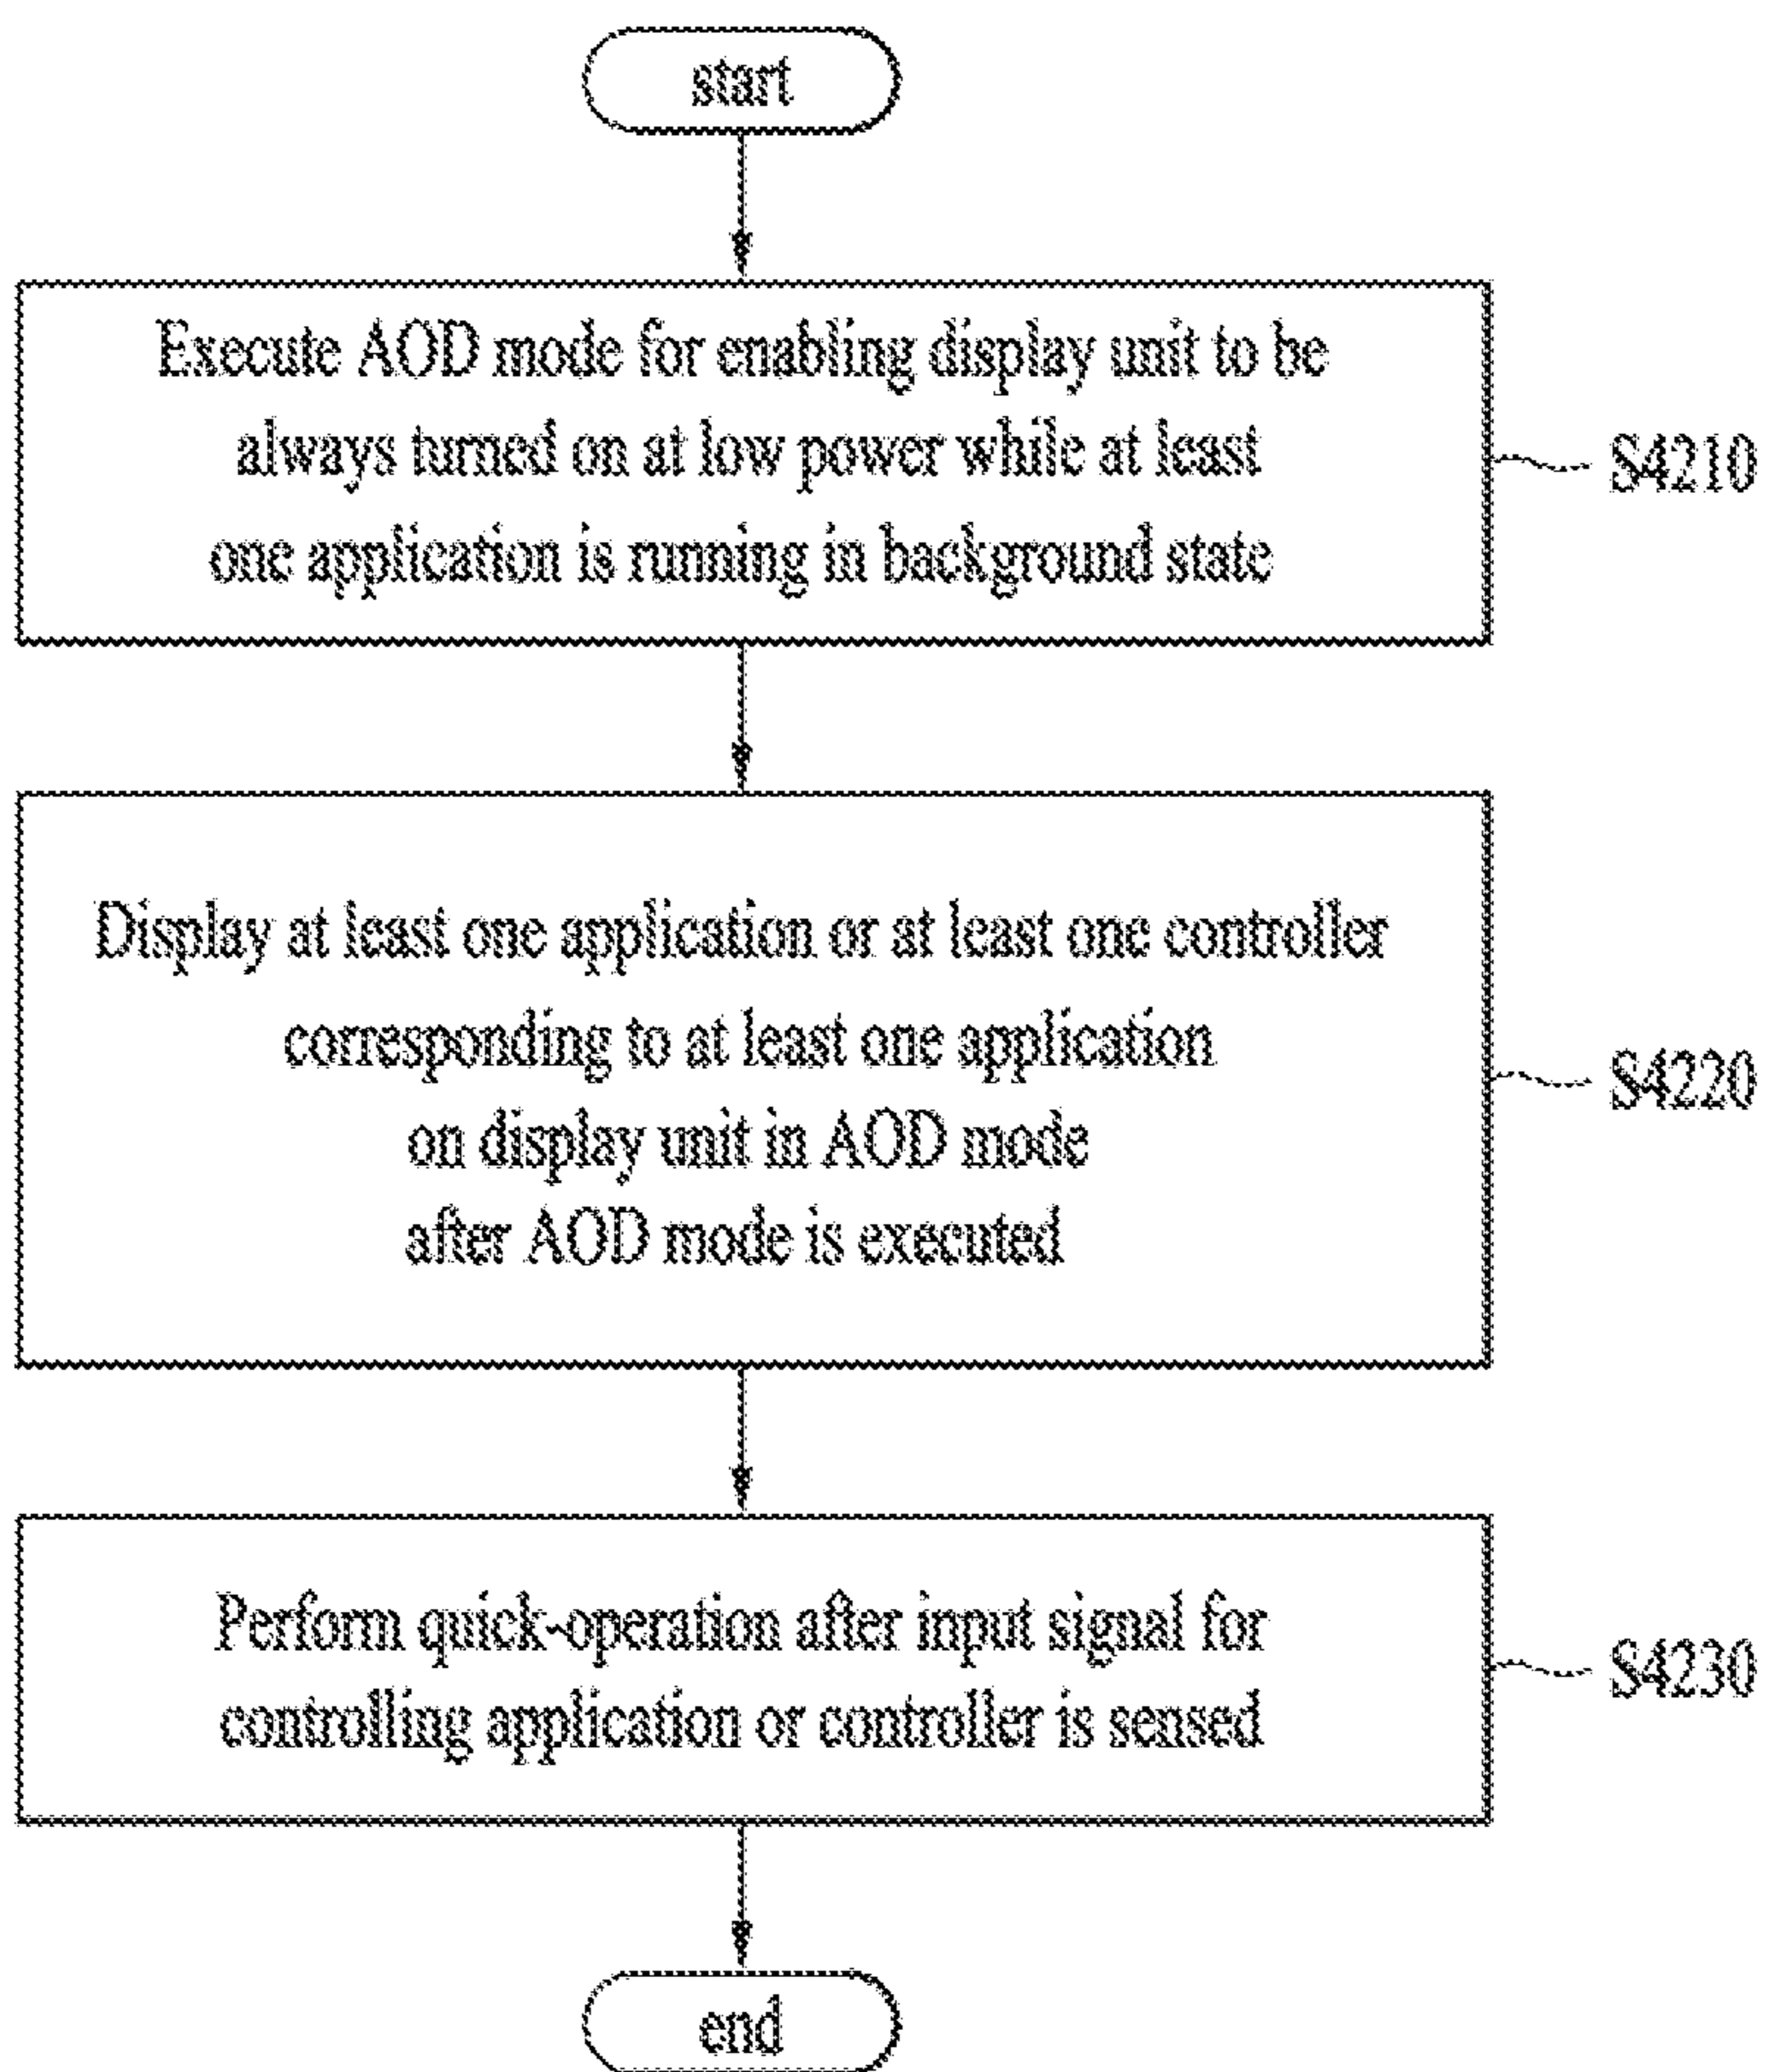 start
Execute AOD mode for enabling display unit to be
always turned on at low power while at least
one application is running in background state
S4210
Display at least one application or at least one controller
corresponding to at least one application
on display unit in AOD mode
after AOD mode is executed
S4220
Perform quick-operation after input signal for
controlling application or controller is sensed
S4230
end